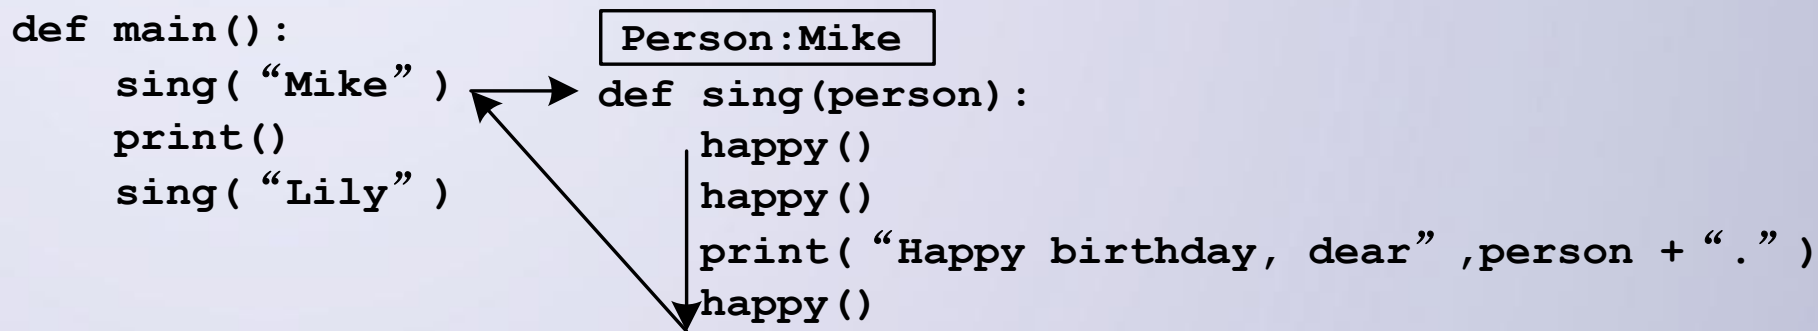 def main():
    sing(“Mike”)
    print()
    sing(“Lily”)
Person:Mike
def sing(person):
    happy()
    happy()
    print(“Happy birthday, dear”,person + “.”)
    happy()